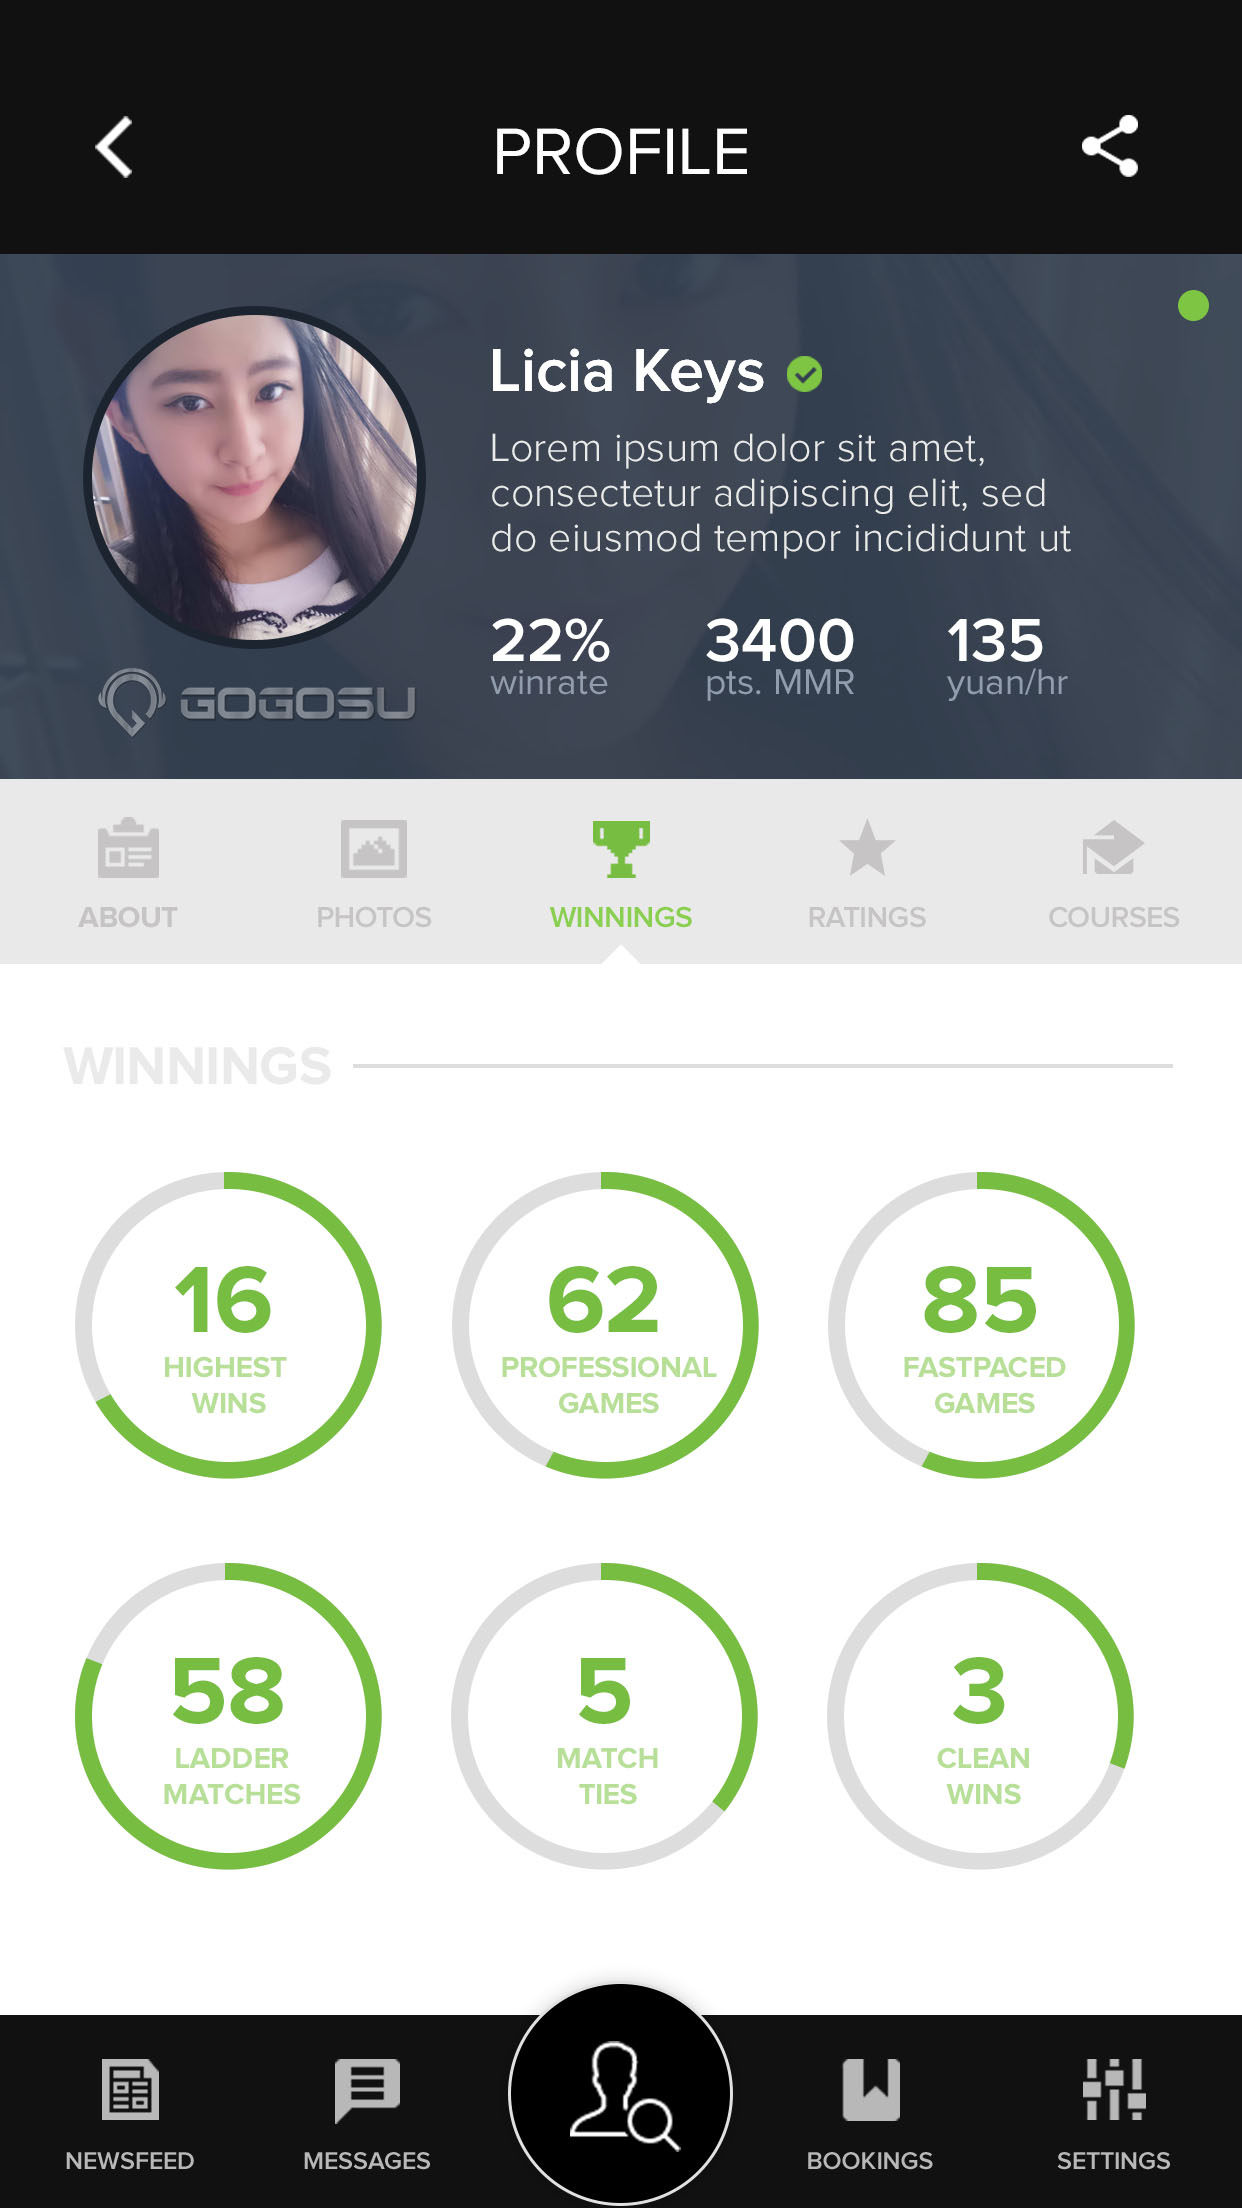 PROFILE
Licia Keys
Lorem ipsum dolor sit amet,
consectetur adipiscing elit, sed
do eiusmod tempor incididunt ut
22% 3400 135
winrate pts. MMR yuan/hr
GOGOSU
ABOUT PHOTOS WINNINGS RATINGS COURSES
WINNINGS
16 62 85
HIGHEST PROFESSIONAL FASTPACED
WINS GAMES GAMES
58 5 3
LADDER MATCH CLEAN
MATCHES TIES WINS
NEWSFEED MESSAGES BOOKINGS SETTINGS